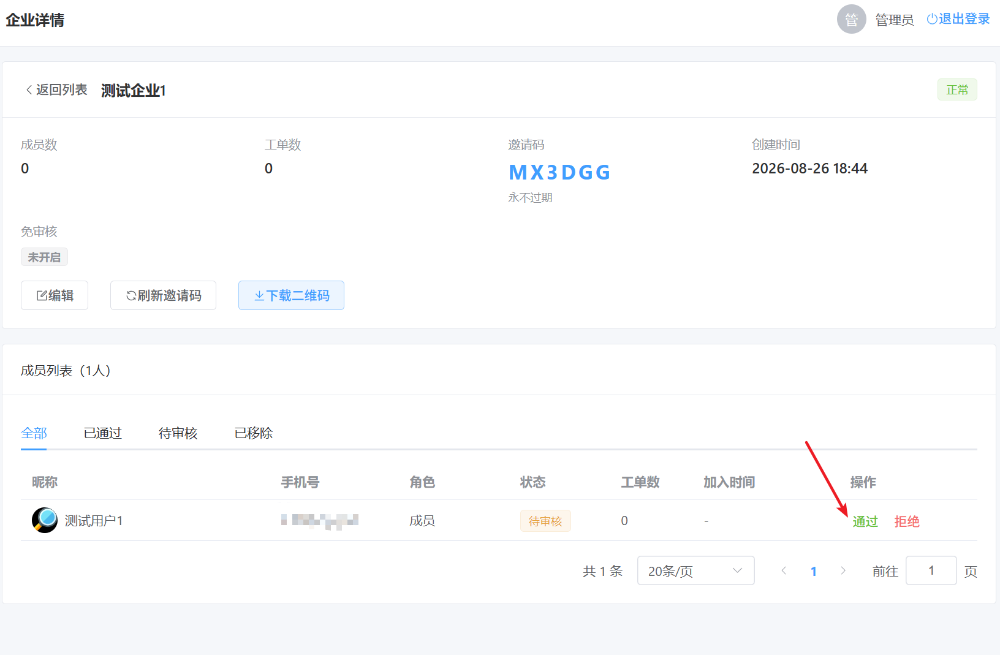 企业详情
管 管理员 退出登录
返回列表 测试企业1 正常
成员数 工单数 邀请码 创建时间
0 0 MX3DGG 2026-08-26 18:44
永不过期
免审核
未开启
编辑 刷新邀请码 下载二维码
成员列表（1人）
全部 已通过 待审核 已移除
昵称 手机号 角色 状态 工单数 加入时间 操作
测试用户1 成员 待审核 0 - 通过 拒绝
共 1 条 20条/页 1 前往 1 页